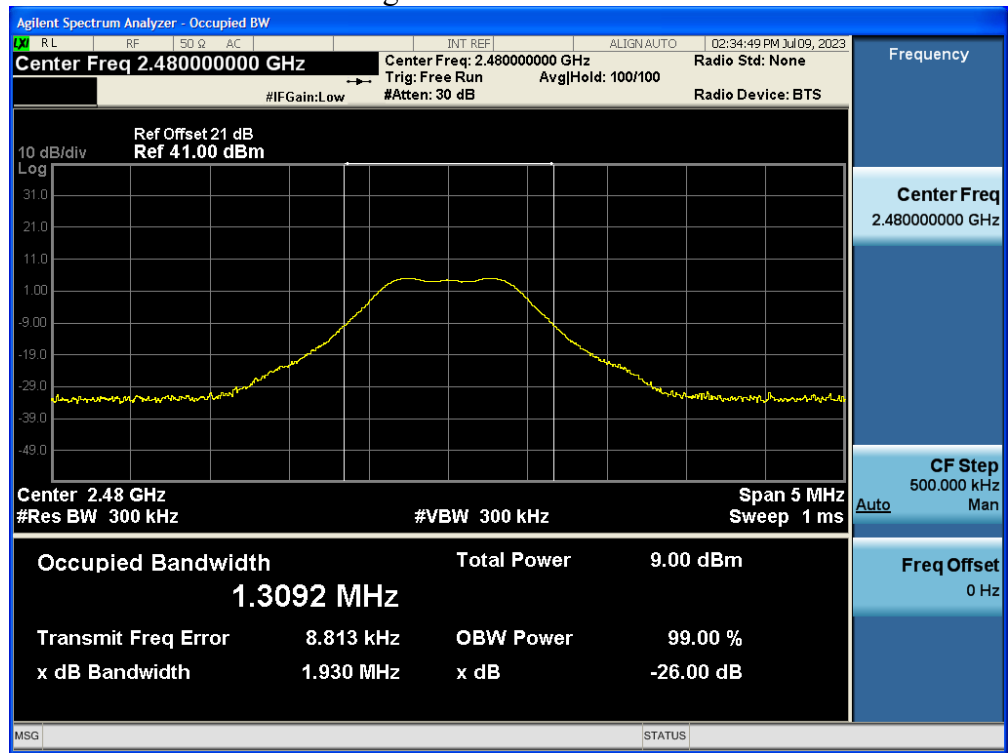 Agilent Spectrum Analyzer - Occupied BW
LXI RL RF 50 Ω AC INT REF ALIGN AUTO 02:34:49 PM Jul 09, 2023
Center Freq 2.480000000 GHz
Center Freq: 2.480000000 GHz
Radio Std: None
Trig: Free Run Avg|Hold: 100/100
#IFGain:Low #Atten: 30 dB Radio Device: BTS
Frequency
Ref Offset 21 dB
10 dB/div Ref 41.00 dBm
Log
31.0
21.0
11.0
1.00
-9.00
-19.0
-29.0
-39.0
-49.0
Center 2.48 GHz Span 5 MHz
#Res BW 300 kHz #VBW 300 kHz Sweep 1 ms
Occupied Bandwidth Total Power 9.00 dBm
1.3092 MHz
Transmit Freq Error 8.813 kHz OBW Power 99.00 %
x dB Bandwidth 1.930 MHz x dB -26.00 dB
Center Freq
2.480000000 GHz
CF Step
500.000 kHz
Auto Man
Freq Offset
0 Hz
MSG STATUS